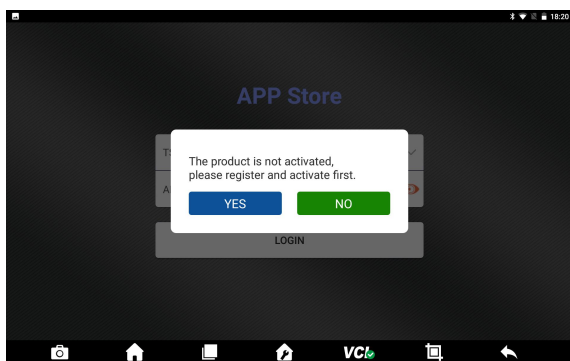 18:20
APP Store
The product is not activated,
please register and activate first.
YES
NO
LOGIN
VCI